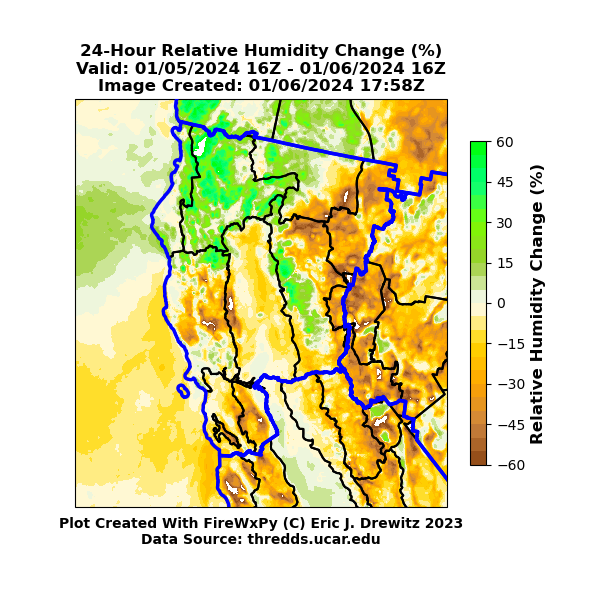 24-Hour Relative Humidity Change (%)
Valid: 01/05/2024 16Z - 01/06/2024 16Z
Image Created: 01/06/2024 17:58Z
60
45
30
15
0
−15
−30
−45
−60
Relative Humidity Change (%)
Plot Created With FireWxPy (C) Eric J. Drewitz 2023
Data Source: thredds.ucar.edu